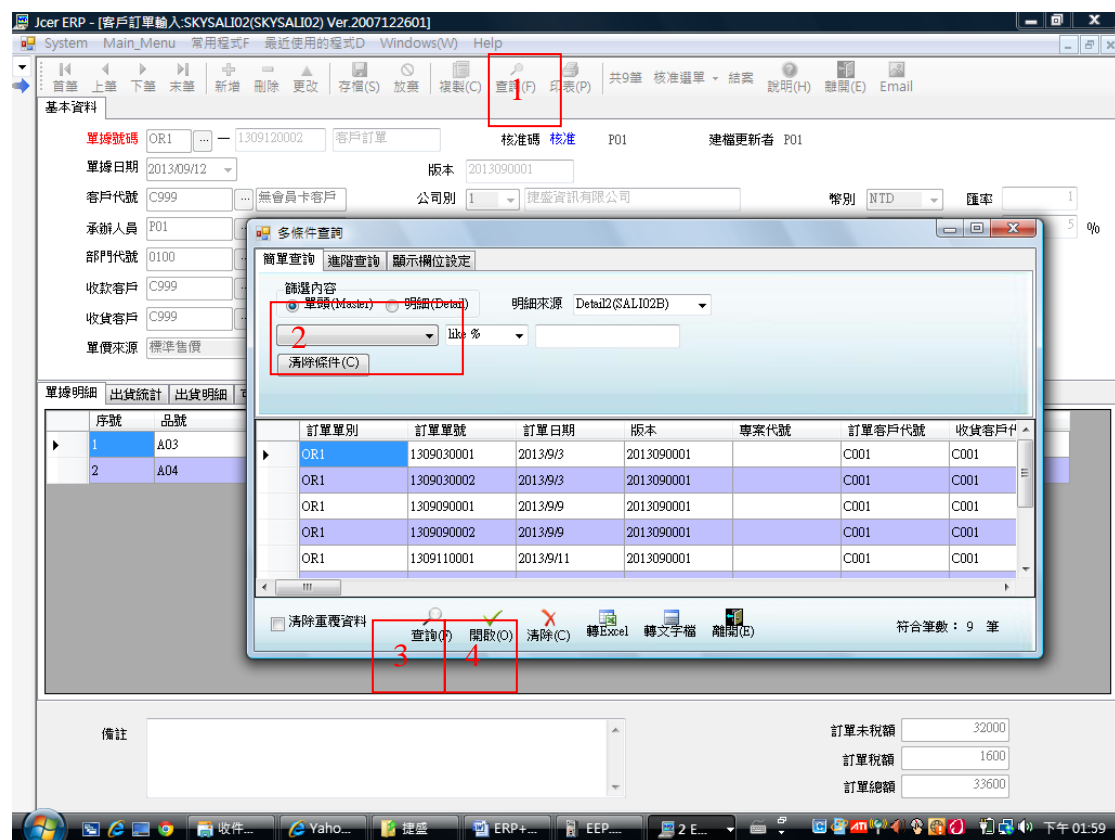 Jcer ERP - [客戶訂單輸入:SKYSALI02(SKYSALI02) Ver.2007122601]
System Main_Menu 常用程式F 最近使用的程式D Windows(W) Help
首筆 上筆 下筆 末筆 新增 刪除 更改 存檔(S) 放棄 複製(C) 查詢(F) 印表(P) 共9筆 核准選單 結案 說明(H) 離開(E) Email
1
基本資料
單據號碼 OR1 ... 1309120002 客戶訂單 核准碼 核准 P01 建檔更新者 P01
單據日期 2013/09/12 版本 2013090001
客戶代號 C999 ... 無會員卡客戶 公司別 1 捷盛資訊有限公司 幣別 NTD 匯率 1
承辦人員 P01 5 %
部門代號 0100
收款客戶 C999
收貨客戶 C999
單價來源 標準售價
多條件查詢
簡單查詢 進階查詢 顯示欄位設定
篩選內容
單頭(Master) 明細(Detail) 明細來源 Detail2(SALI02B)
2 like %
清除條件(C)
單據明細 出貨統計 出貨明細
序號 品號
1 A03
2 A04
訂單單別 訂單單號 訂單日期 版本 專案代號 訂單客戶代號 收貨客戶代
OR1 1309030001 2013/9/3 2013090001 C001 C001
OR1 1309030002 2013/9/3 2013090001 C001 C001
OR1 1309090001 2013/9/9 2013090001 C001 C001
OR1 1309090002 2013/9/9 2013090001 C001 C001
OR1 1309110001 2013/9/11 2013090001 C001 C001
清除重覆資料 查詢(F) 開啟(O) 清除(C) 轉Excel 轉文字檔 離開(E) 符合筆數: 9 筆
3 4
備註
訂單未稅額 32000
訂單稅額 1600
訂單總額 33600
收件... Yaho... 捷盛 ERP+... EEP.... 2 E... 下午 01:59